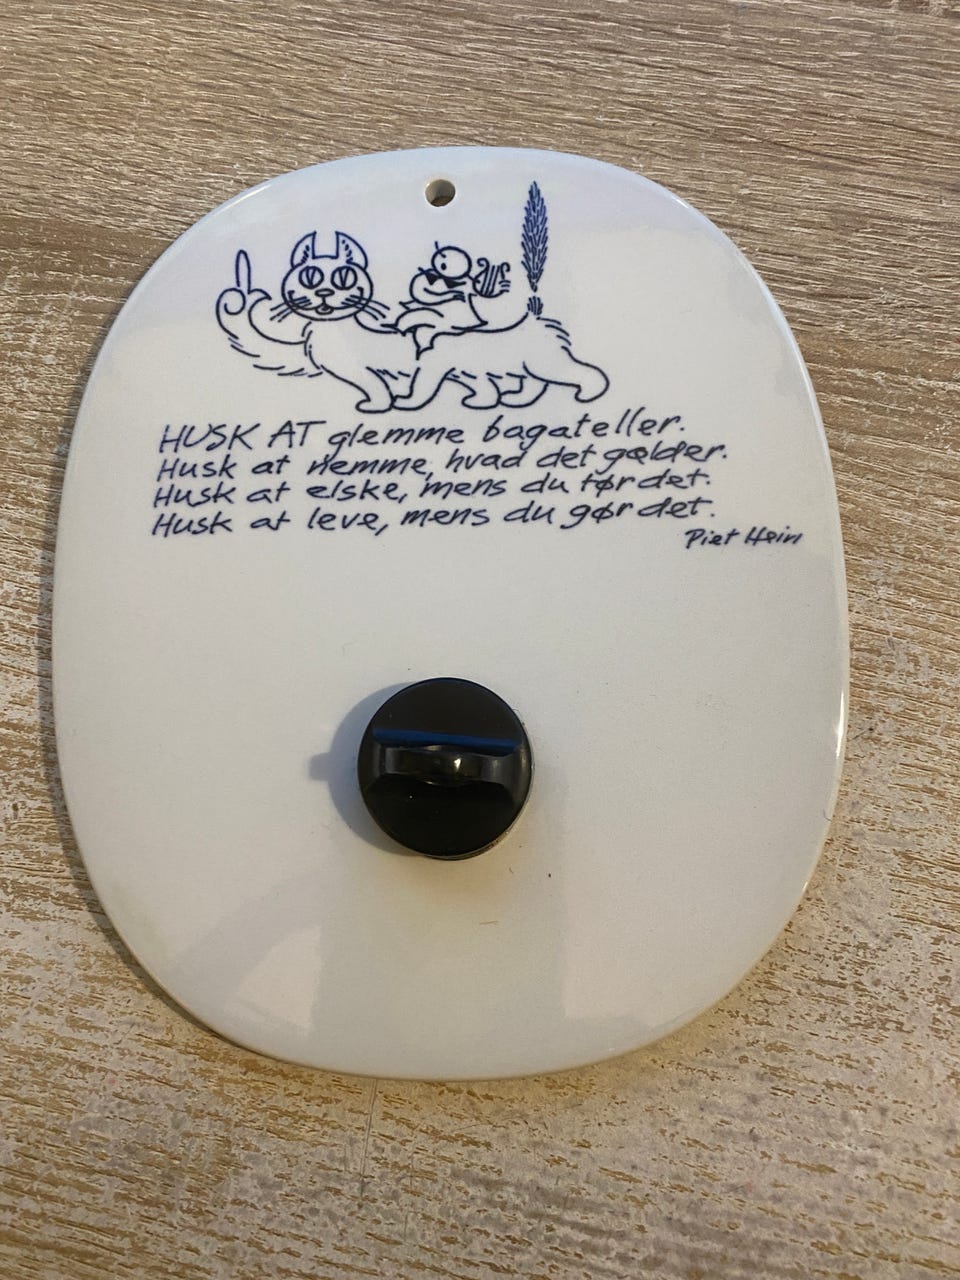 HUSK AT glemme bagateller.
Husk at nemme, hvad det gælder.
Husk at elske, mens du tør det.
Husk at leve, mens du gør det.
Piet Hein